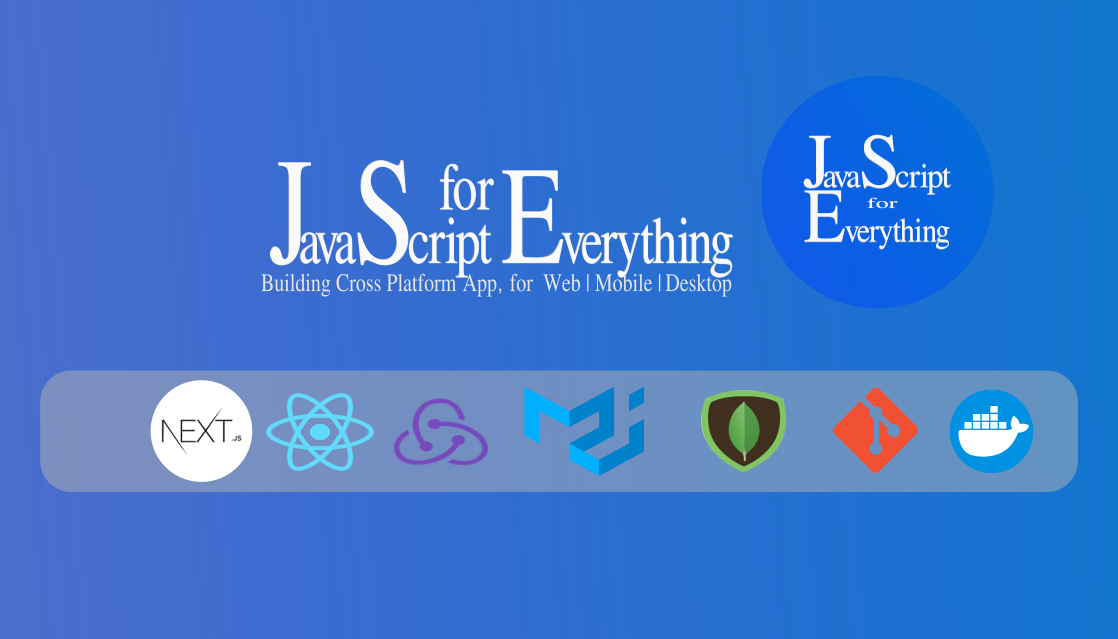 JavaScript for Everything
Building Cross Platform App, for Web | Mobile | Desktop
JavaScript
for
Everything
NEXT.JS